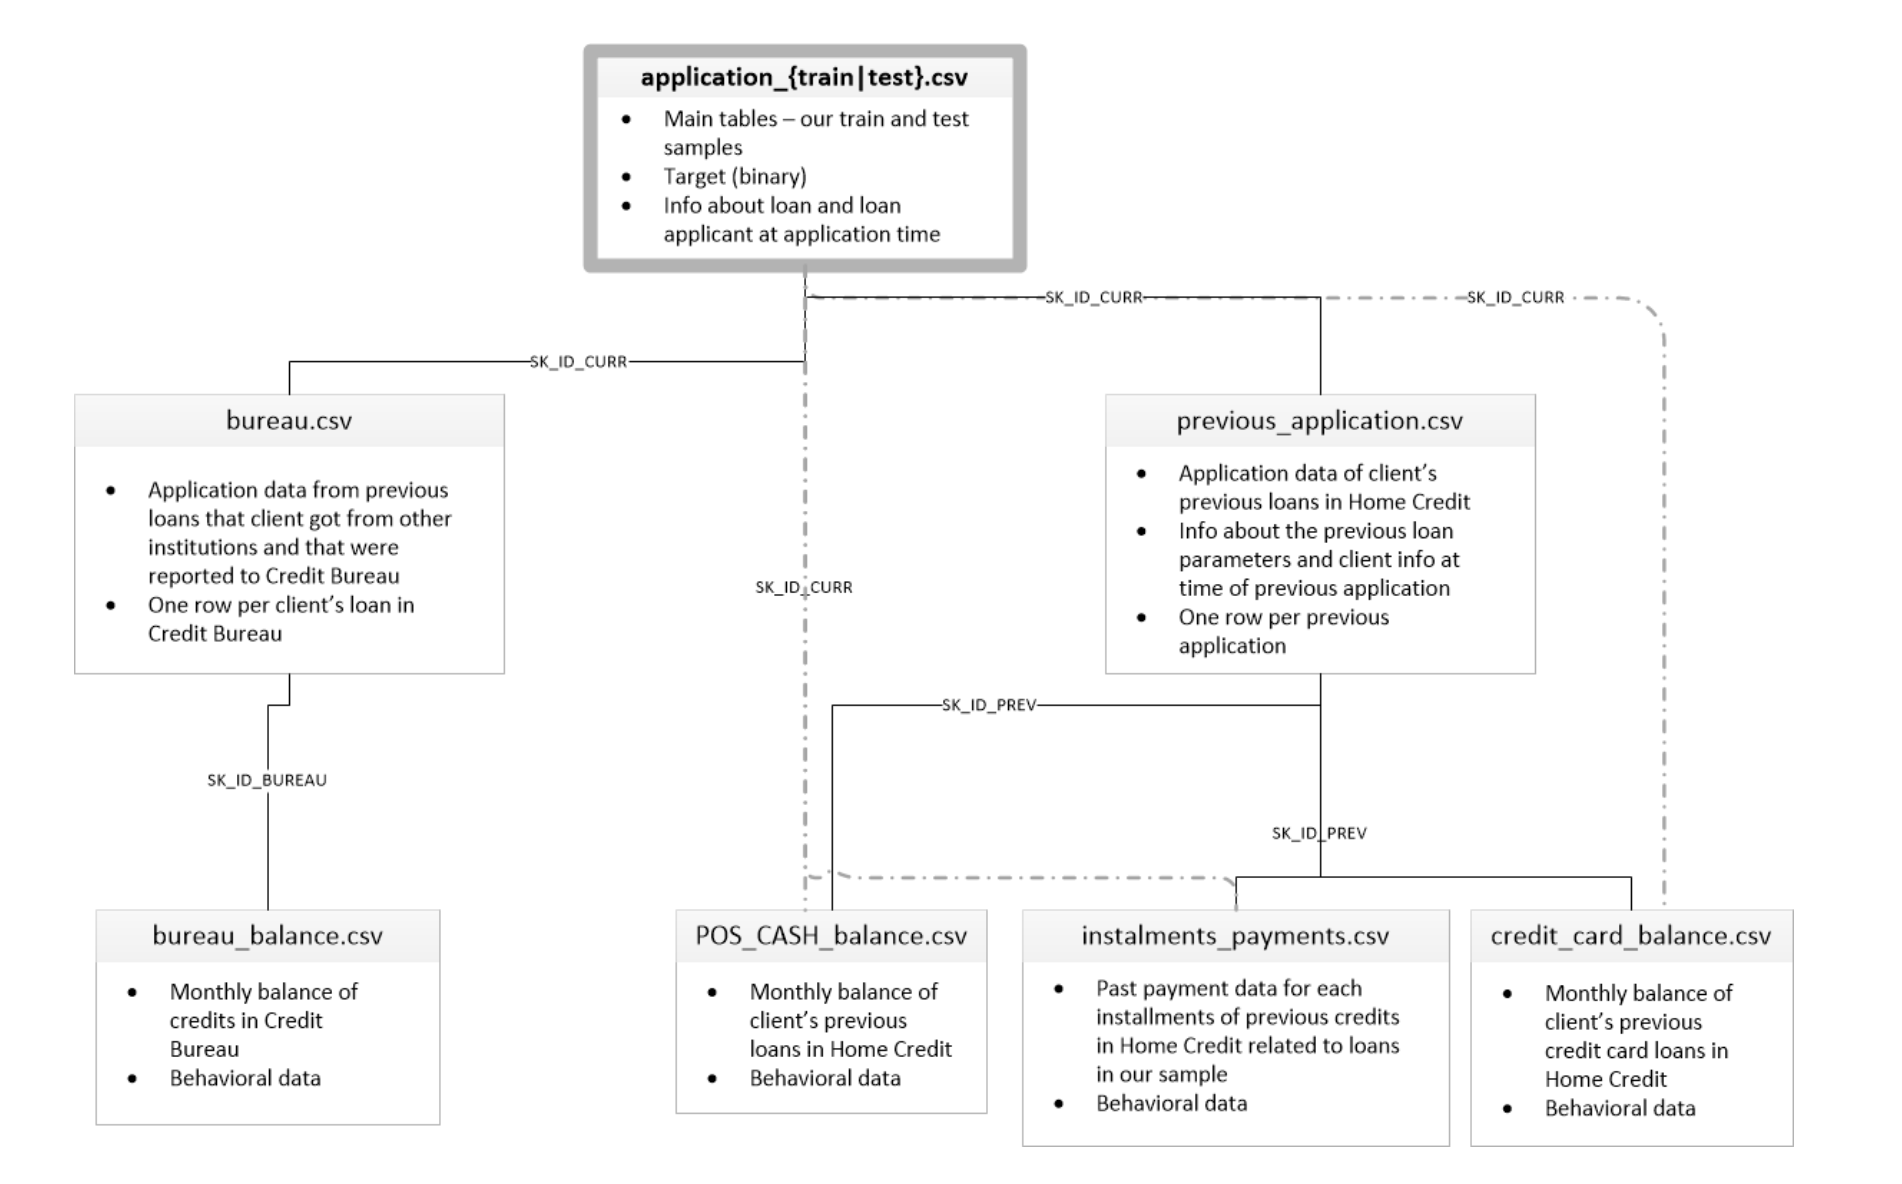 application_{train|test}.csv
• Main tables – our train and test
samples
• Target (binary)
• Info about loan and loan
applicant at application time
SK_ID_CURR
SK_ID_CURR
SK_ID_CURR
bureau.csv
• Application data from previous
loans that client got from other
institutions and that were
reported to Credit Bureau
• One row per client’s loan in
Credit Bureau
previous_application.csv
• Application data of client’s
previous loans in Home Credit
• Info about the previous loan
parameters and client info at
time of previous application
• One row per previous
application
SK_ID_CURR
SK_ID_PREV
SK_ID_BUREAU
SK_ID_PREV
bureau_balance.csv
• Monthly balance of
credits in Credit
Bureau
• Behavioral data
POS_CASH_balance.csv
• Monthly balance of
client’s previous
loans in Home Credit
• Behavioral data
instalments_payments.csv
• Past payment data for each
installments of previous credits
in Home Credit related to loans
in our sample
• Behavioral data
credit_card_balance.csv
• Monthly balance of
client’s previous
credit card loans in
Home Credit
• Behavioral data